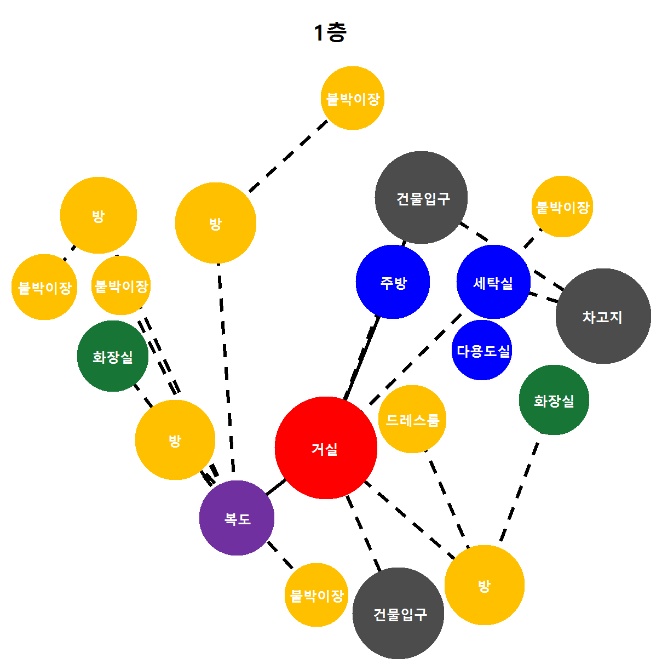 1층
붙박이장
건물입구
붙박이장
방
방
주방
세탁실
붙박이장
붙박이장
차고지
화장실
다용도실
화장실
드레스룸
방
거실
복도
방
붙박이장
건물입구